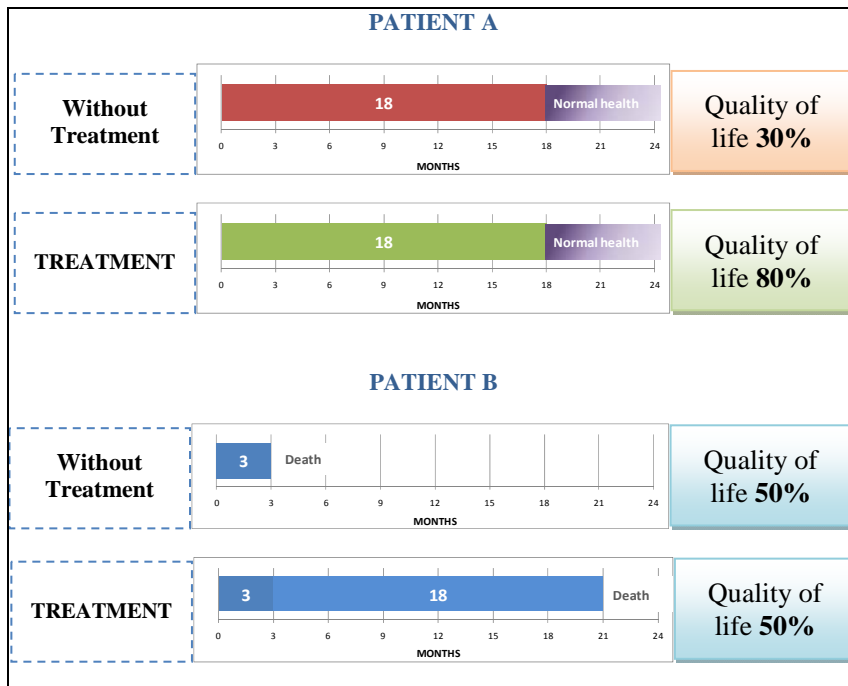 PATIENT A
Without
Treatment
18
Normal health
0 3 6 9 12 15 18 21 24
MONTHS
Quality of
life 30%
TREATMENT
18
Normal health
0 3 6 9 12 15 18 21 24
MONTHS
Quality of
life 80%
PATIENT B
Without
Treatment
3
Death
0 3 6 9 12 15 18 21 24
MONTHS
Quality of
life 50%
TREATMENT
3
18
Death
0 3 6 9 12 15 18 21 24
MONTHS
Quality of
life 50%